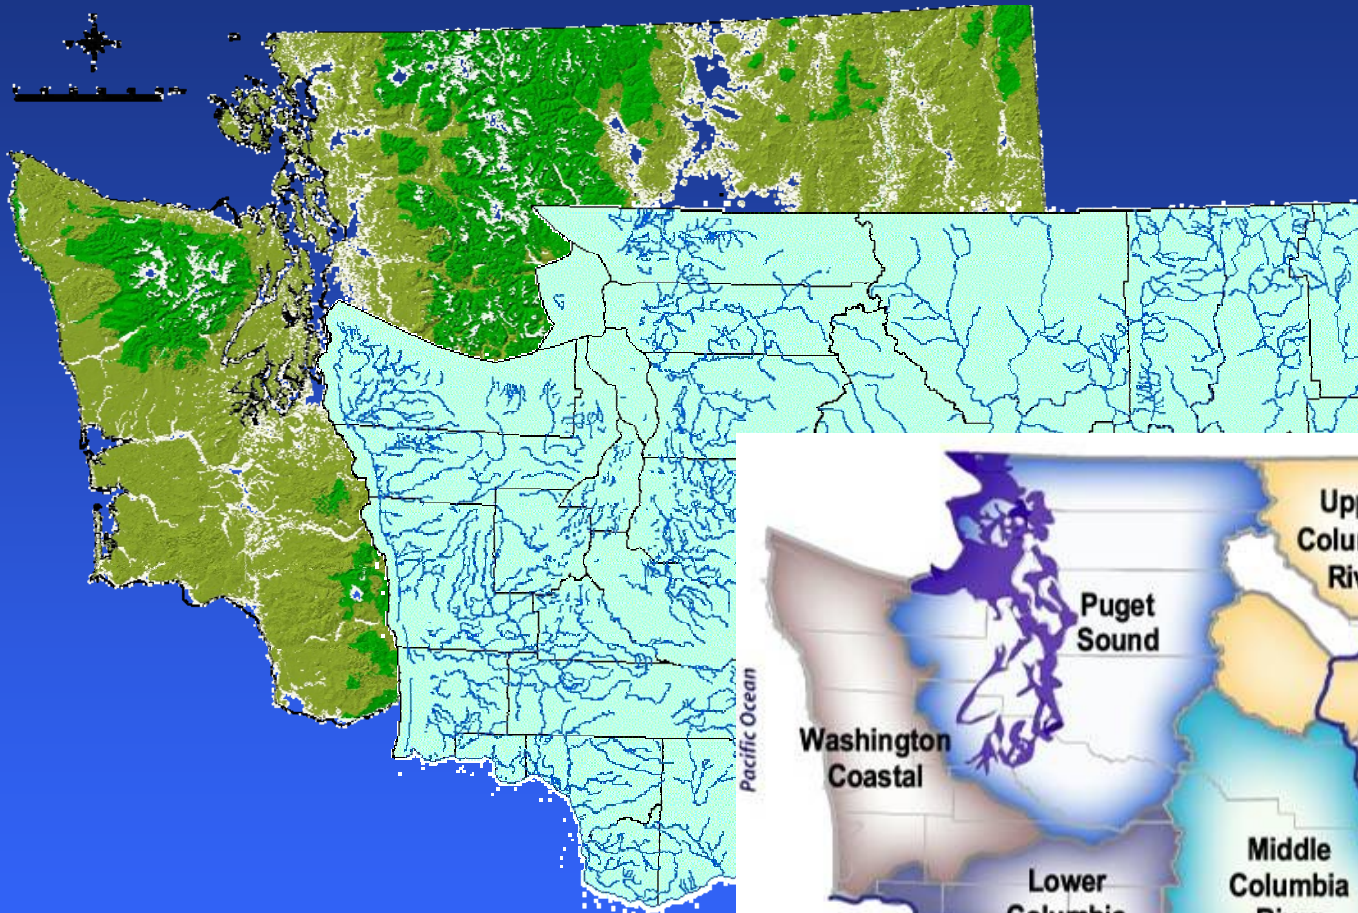 Puget
Sound
Pacific Ocean
Washington
Coastal
Middle
Columbia
Lower